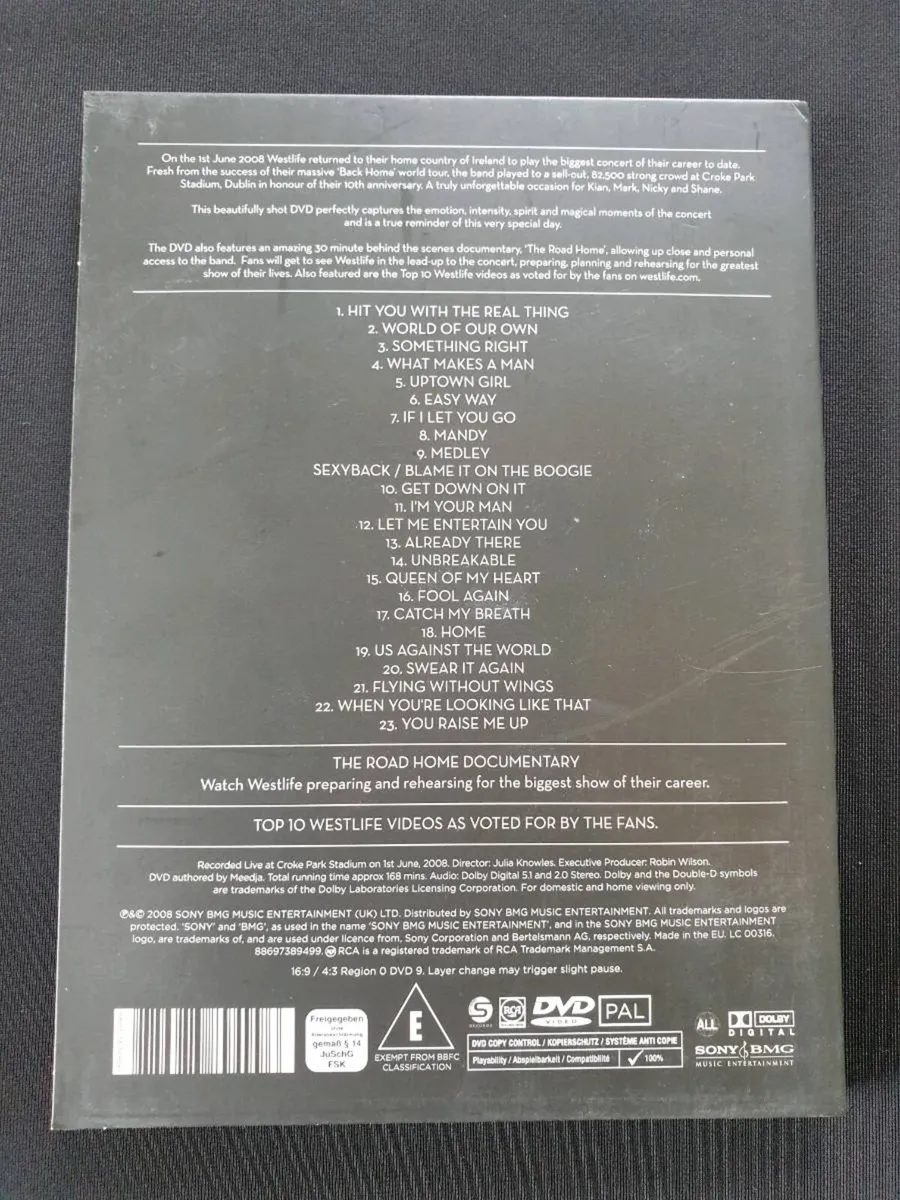 On the 1st June 2008 Westlife returned to their home country of Ireland to play the biggest concert of their career to date.
Fresh from the success of their massive 'Back Home' world tour, the band played to a sell-out, 82,500 strong crowd at Croke Park
Stadium, Dublin in honour of their 10th anniversary. A truly unforgettable occasion for Kian, Mark, Nicky and Shane.
This beautifully shot DVD perfectly captures the emotion, intensity, spirit and magical moments of the concert
and is a true reminder of this very special day.
The DVD also features an amazing 30 minute behind the scenes documentary, 'The Road Home', allowing up close and personal
access to the band. Fans will get to see Westlife in the lead-up to the concert, preparing, planning and rehearsing for the greatest
show of their lives. Also featured are the Top 10 Westlife videos as voted for by the fans on westlife.com.
1. HIT YOU WITH THE REAL THING
2. WORLD OF OUR OWN
3. SOMETHING RIGHT
4. WHAT MAKES A MAN
5. UPTOWN GIRL
6. EASY WAY
7. IF I LET YOU GO
8. MANDY
9. MEDLEY
SEXYBACK / BLAME IT ON THE BOOGIE
10. GET DOWN ON IT
11. I'M YOUR MAN
12. LET ME ENTERTAIN YOU
13. ALREADY THERE
14. UNBREAKABLE
15. QUEEN OF MY HEART
16. FOOL AGAIN
17. CATCH MY BREATH
18. HOME
19. US AGAINST THE WORLD
20. SWEAR IT AGAIN
21. FLYING WITHOUT WINGS
22. WHEN YOU'RE LOOKING LIKE THAT
23. YOU RAISE ME UP
THE ROAD HOME DOCUMENTARY
Watch Westlife preparing and rehearsing for the biggest show of their career.
TOP 10 WESTLIFE VIDEOS AS VOTED FOR BY THE FANS.
Recorded Live at Croke Park Stadium on 1st June, 2008. Director: Julia Knowles. Executive Producer: Robin Wilson.
DVD authored by Meedja. Total running time approx 168 mins. Audio: Dolby Digital 5.1 and 2.0 Stereo. Dolby and the Double-D symbols
are trademarks of the Dolby Laboratories Licensing Corporation. For domestic and home viewing only.
℗&© 2008 SONY BMG MUSIC ENTERTAINMENT (UK) LTD. Distributed by SONY BMG MUSIC ENTERTAINMENT. All trademarks and logos are
protected. 'SONY' and 'BMG', as used in the name 'SONY BMG MUSIC ENTERTAINMENT', and in the SONY BMG MUSIC ENTERTAINMENT
logo, are trademarks of, and are used under licence from, Sony Corporation and Bertelsmann AG, respectively. Made in the EU. LC 00316.
88697389499. RCA is a registered trademark of RCA Trademark Management S.A.
16:9 / 4:3 Region 0 DVD 9. Layer change may trigger slight pause.
Freigegeben
ohne
gemäß § 14
JuSchG
FSK
E
EXEMPT FROM BBFC
CLASSIFICATION
S
RECORDS
RCA
DVD
VIDEO
PAL
DVD COPY CONTROL / KOPIERSCHUTZ / SYSTÈME ANTI COPIE
Playability / Abspielbarkeit / Compatibilité
100%
ALL
DOLBY
DIGITAL
SONY BMG
MUSIC ENTERTAINMENT